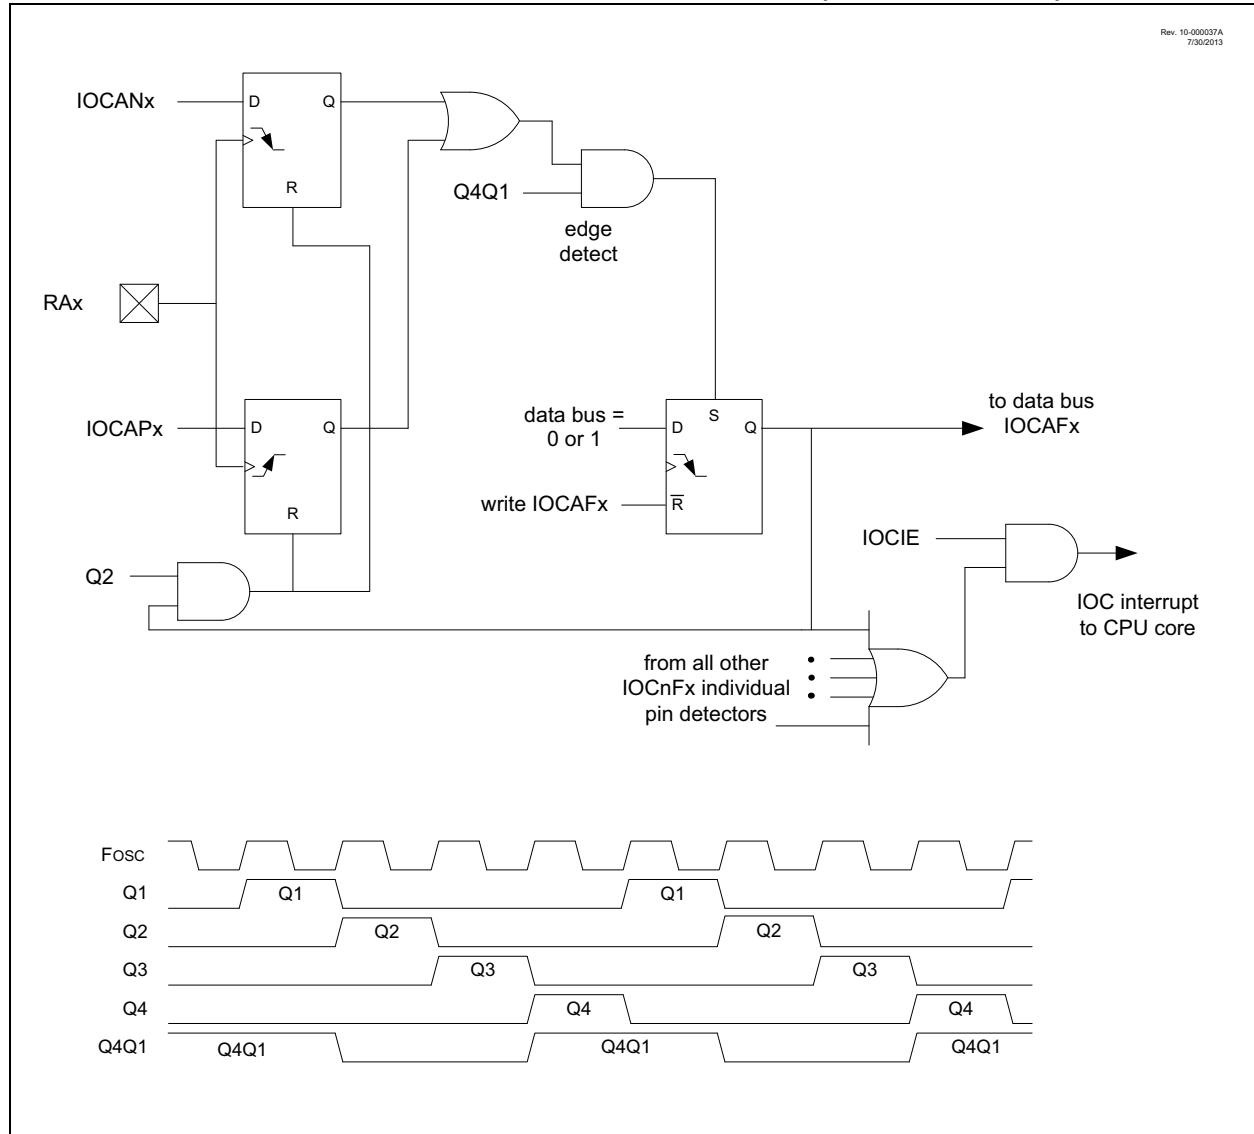 Rev. 10-000037A
7/30/2013
IOCANx
D
Q
R
Q4Q1
edge
detect
RAx
IOCAPx
D
Q
R
data bus =
0 or 1
S
D
Q
to data bus
IOCAFx
write IOCAFx
R
IOCIE
Q2
IOC interrupt
to CPU core
from all other
IOCnFx individual
pin detectors
FOSC
Q1
Q1
Q1
Q2
Q2
Q2
Q3
Q3
Q3
Q4
Q4
Q4
Q4Q1
Q4Q1
Q4Q1
Q4Q1